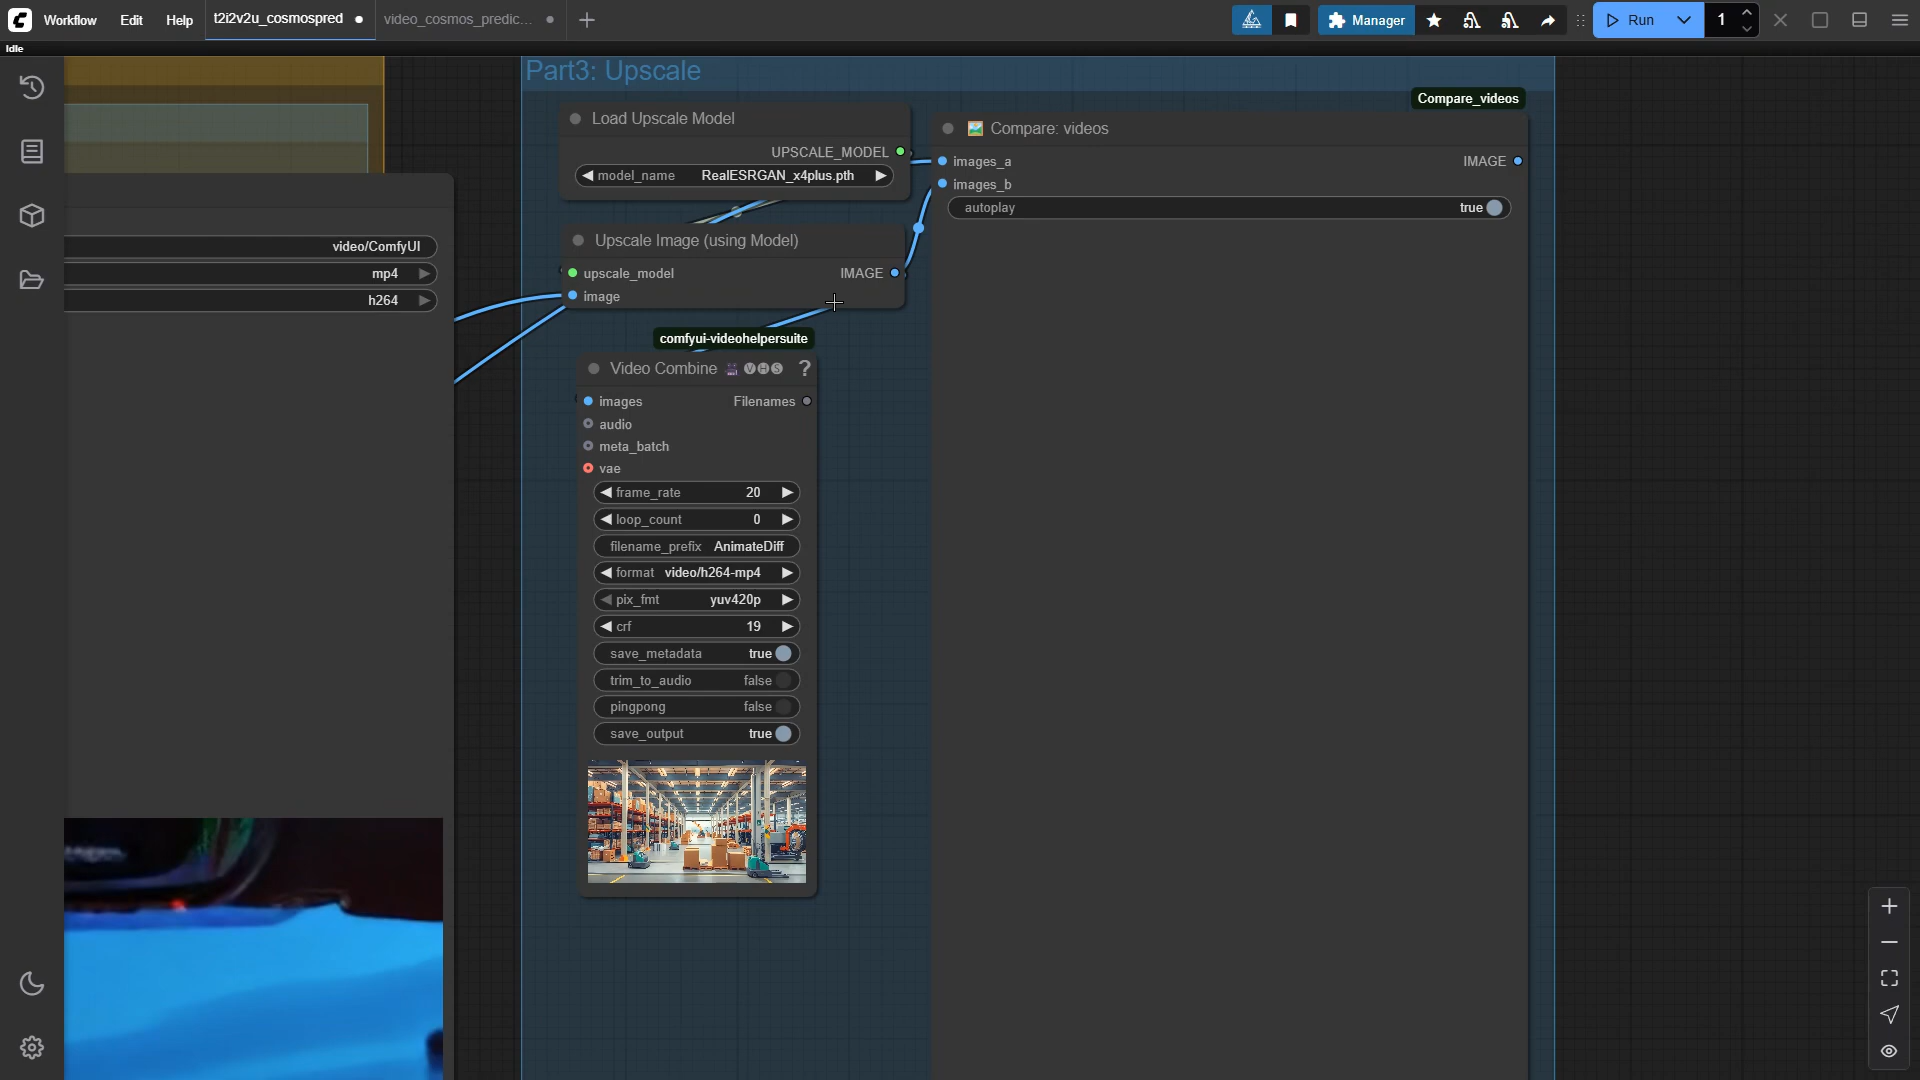 Workflow Edit Help t2i2v2u_cosmospred video_cosmos_predic...
Manager Run 1
Idle
Part3: Upscale
Compare_videos
Load Upscale Model
UPSCALE_MODEL
model_name RealESRGAN_x4plus.pth
Compare: videos
images_a IMAGE
images_b
autoplay true
Upscale Image (using Model)
upscale_model IMAGE
image
video/ComfyUI
mp4
h264
comfyui-videohelpersuite
Video Combine VHS ?
images Filenames
audio
meta_batch
vae
frame_rate 20
loop_count 0
filename_prefix AnimateDiff
format video/h264-mp4
pix_fmt yuv420p
crf 19
save_metadata true
trim_to_audio false
pingpong false
save_output true